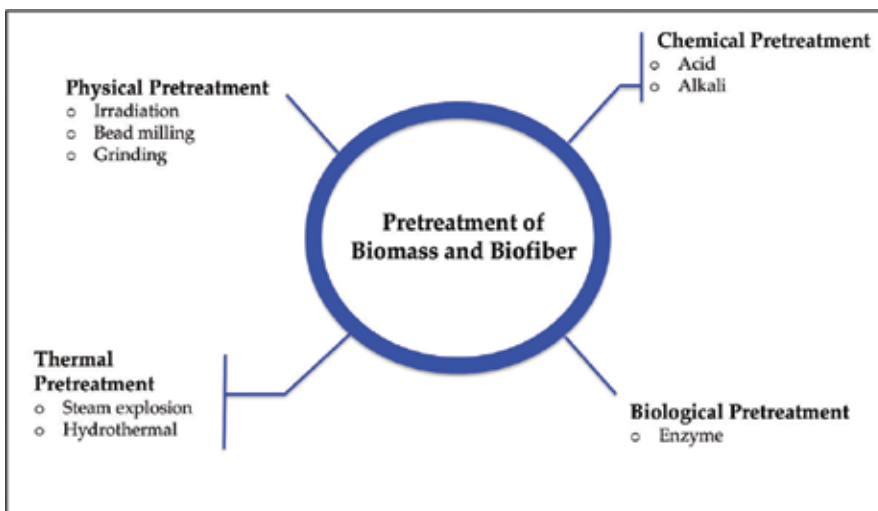 Physical Pretreatment
o Irradiation
o Bead milling
o Grinding
Chemical Pretreatment
o Acid
o Alkali
Pretreatment of
Biomass and Biofiber
Thermal
Pretreatment
o Steam explosion
o Hydrothermal
Biological Pretreatment
o Enzyme